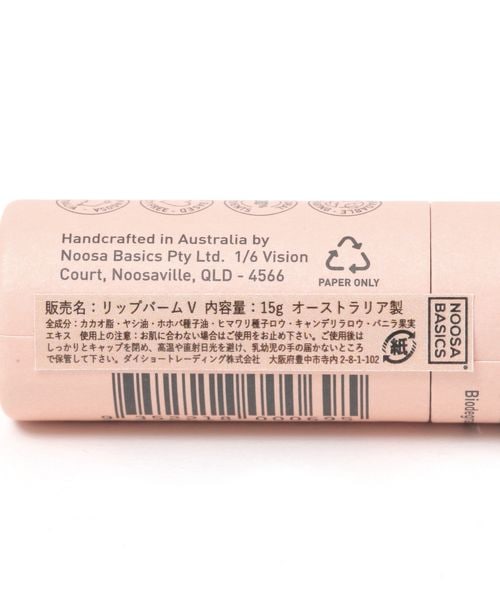 Handcrafted in Australia by
Noosa Basics Pty Ltd. 1/6 Vision
Court, Noosaville, QLD - 4566
PAPER ONLY
販売名：リップバームＶ 内容量：15g オーストラリア製
全成分：カカオ脂・ヤシ油・ホホバ種子油・ヒマワリ種子ロウ・キャンデリラロウ・バニラ果実
エキス 使用上の注意：お肌に合わない場合はご使用をお止め下さい。ご使用後は
しっかりとキャップを閉め、高温や直射日光を避け、乳幼児の手の届かないところ
で保管して下さい。ダイショートレーディング株式会社 大阪府豊中市寺内 2-8-1-102
紙
NOOSA
BASICS
9 352218 000695